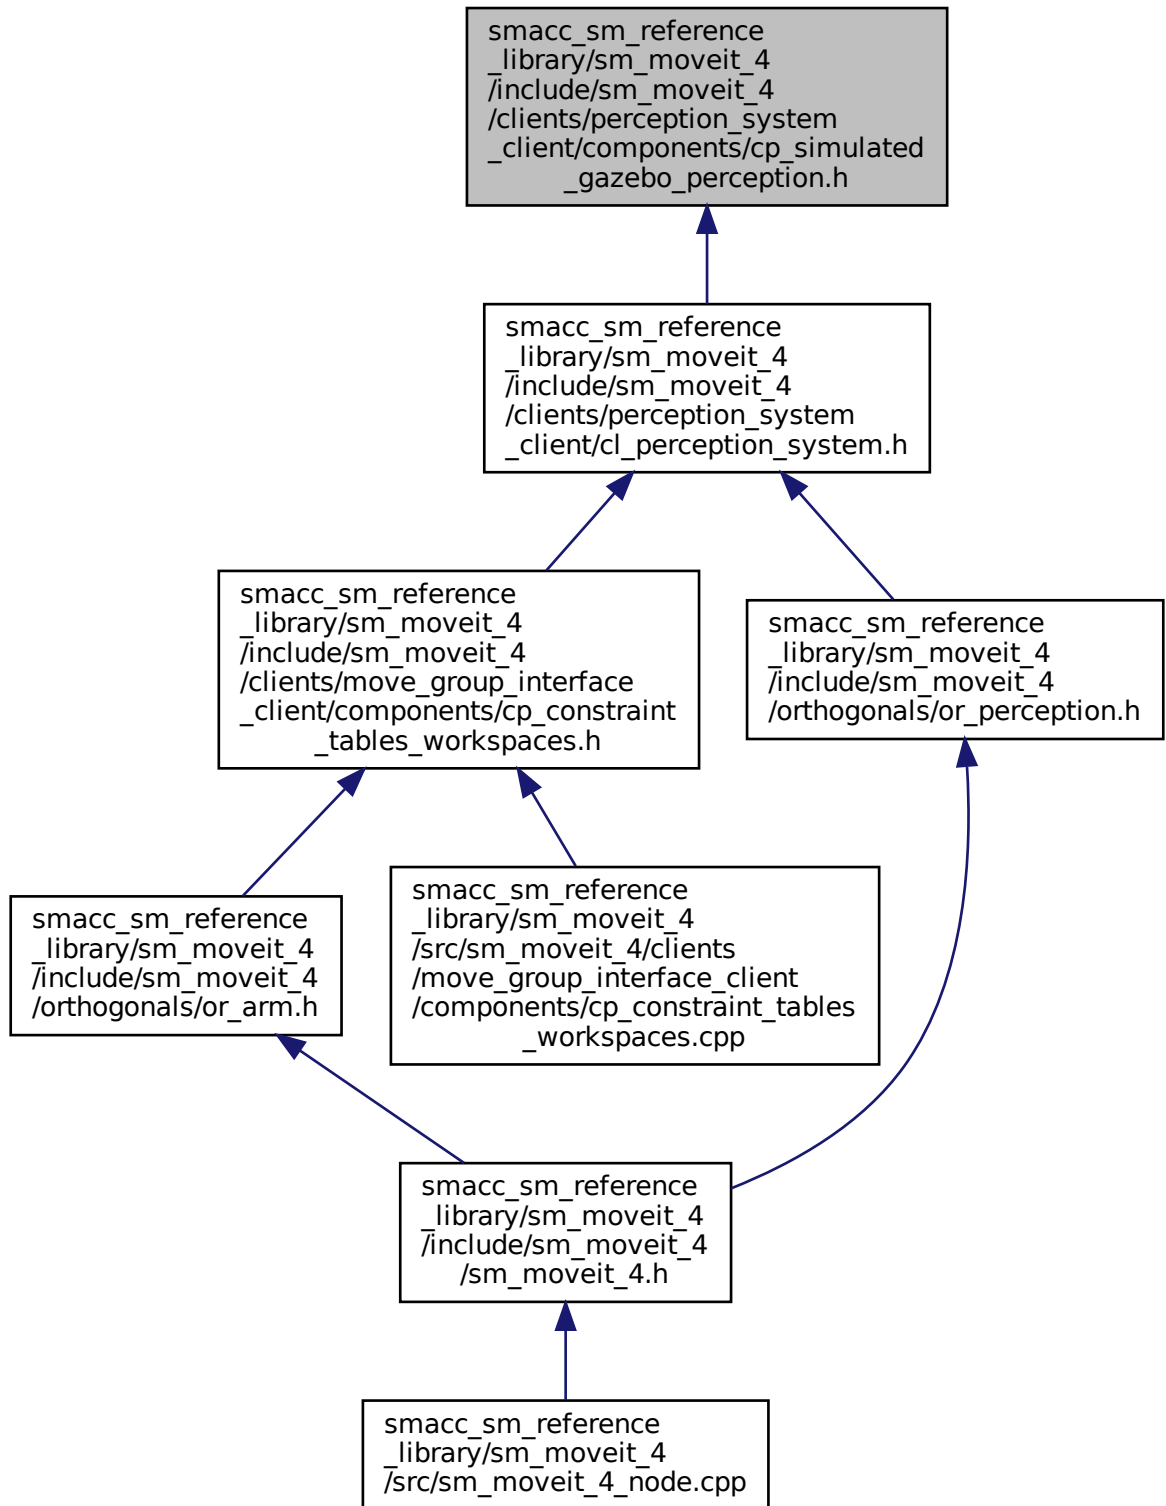 smacc_sm_reference
_library/sm_moveit_4
/include/sm_moveit_4
/clients/perception_system
_client/components/cp_simulated
_gazebo_perception.h
smacc_sm_reference
_library/sm_moveit_4
/include/sm_moveit_4
/clients/perception_system
_client/cl_perception_system.h
smacc_sm_reference
_library/sm_moveit_4
/include/sm_moveit_4
/clients/move_group_interface
_client/components/cp_constraint
_tables_workspaces.h
smacc_sm_reference
_library/sm_moveit_4
/include/sm_moveit_4
/orthogonals/or_perception.h
smacc_sm_reference
_library/sm_moveit_4
/include/sm_moveit_4
/orthogonals/or_arm.h
smacc_sm_reference
_library/sm_moveit_4
/src/sm_moveit_4/clients
/move_group_interface_client
/components/cp_constraint_tables
_workspaces.cpp
smacc_sm_reference
_library/sm_moveit_4
/include/sm_moveit_4
/sm_moveit_4.h
smacc_sm_reference
_library/sm_moveit_4
/src/sm_moveit_4_node.cpp